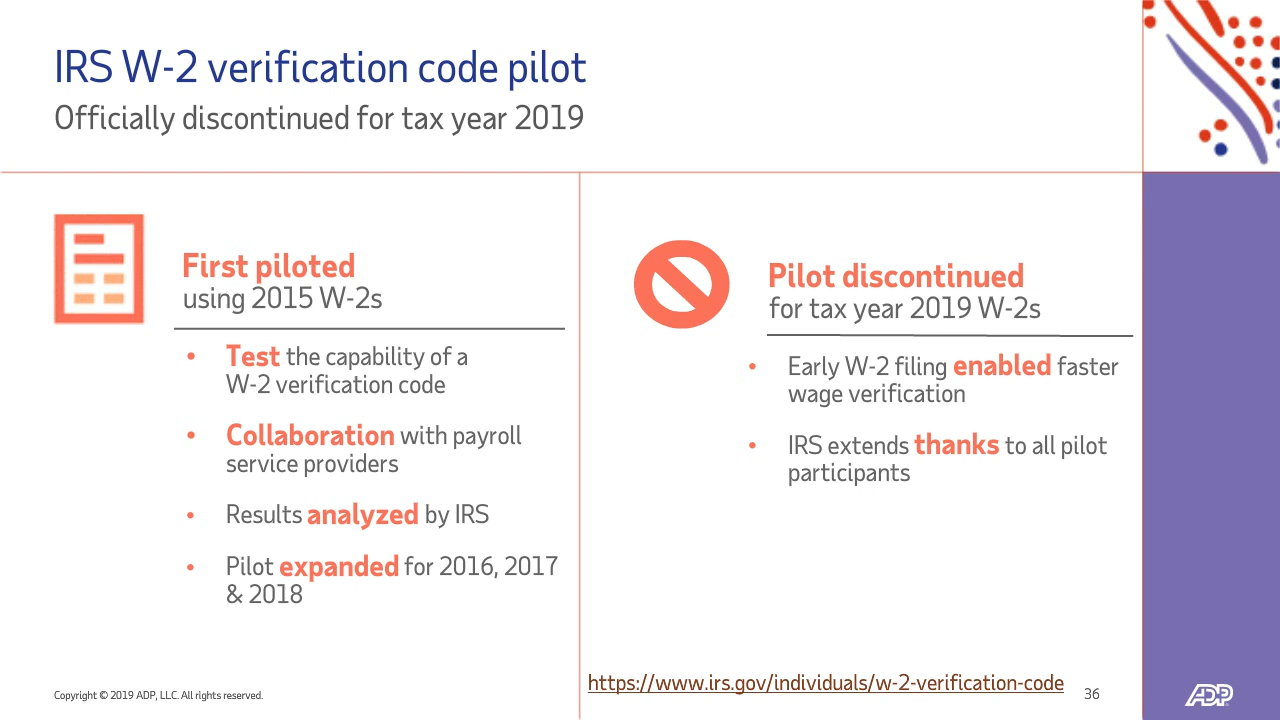 IRS W-2 verification code pilot
Officially discontinued for tax year 2019
First piloted
using 2015 W-2s
• Test the capability of a
W-2 verification code
• Collaboration with payroll
service providers
• Results analyzed by IRS
• Pilot expanded for 2016, 2017
& 2018
Pilot discontinued
for tax year 2019 W-2s
• Early W-2 filing enabled faster
wage verification
• IRS extends thanks to all pilot
participants
https://www.irs.gov/individuals/w-2-verification-code
Copyright © 2019 ADP, LLC. All rights reserved.
36
ADP